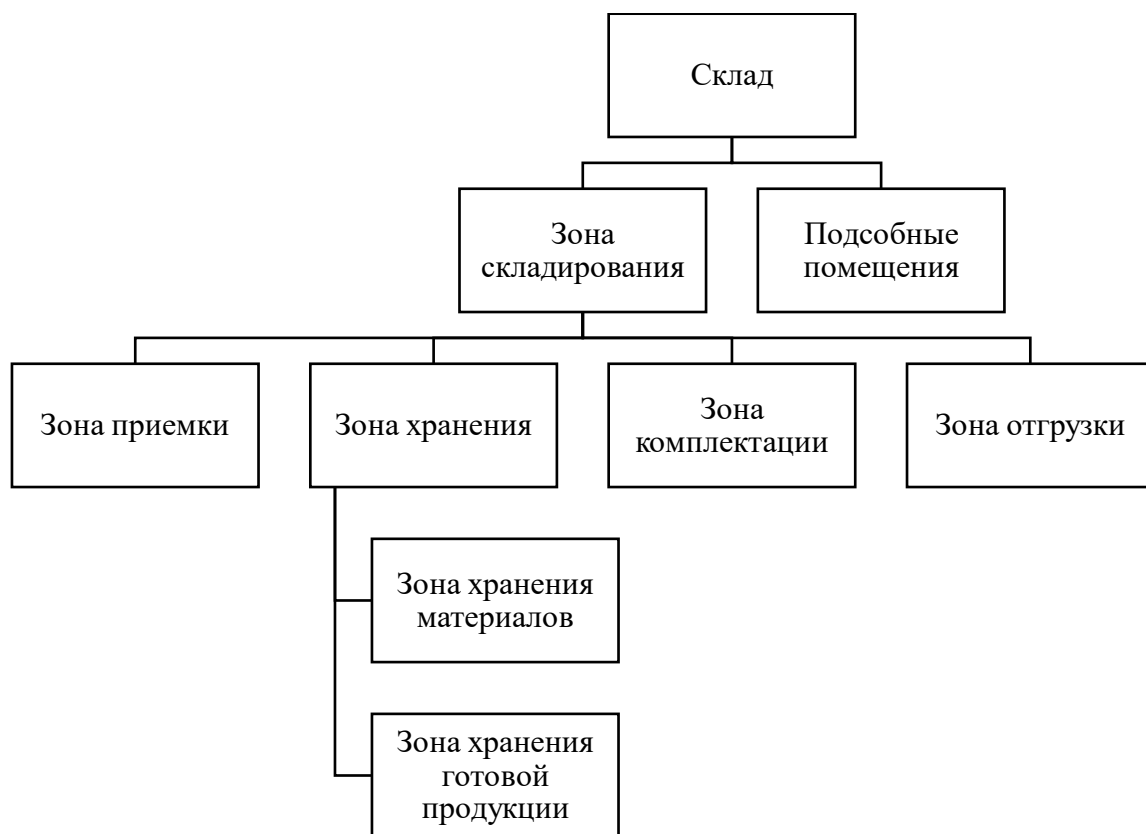 Склад
Зона
складирования
Подсобные
помещения
Зона приемки
Зона хранения
Зона
комплектации
Зона отгрузки
Зона хранения
материалов
Зона хранения
готовой
продукции